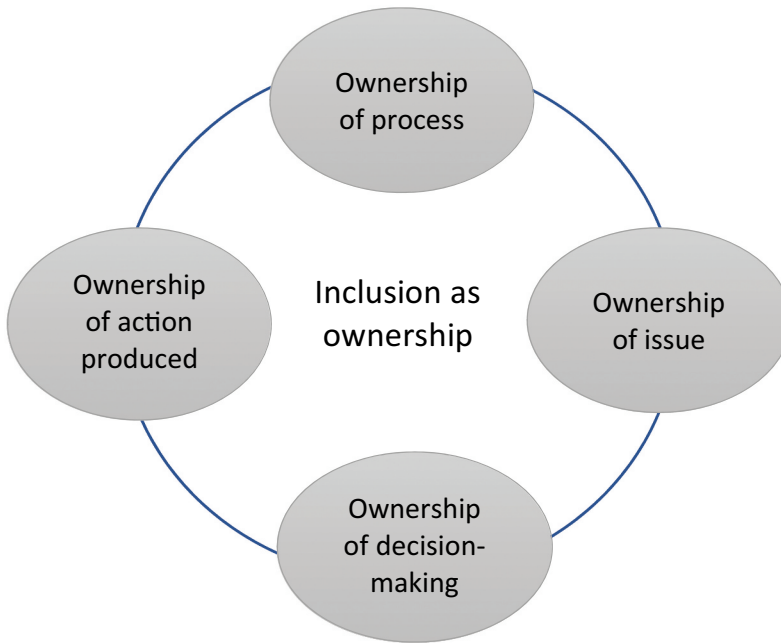 Ownership
of process
Ownership
of action
produced
Inclusion as
ownership
Ownership
of issue
Ownership
of decision-
making